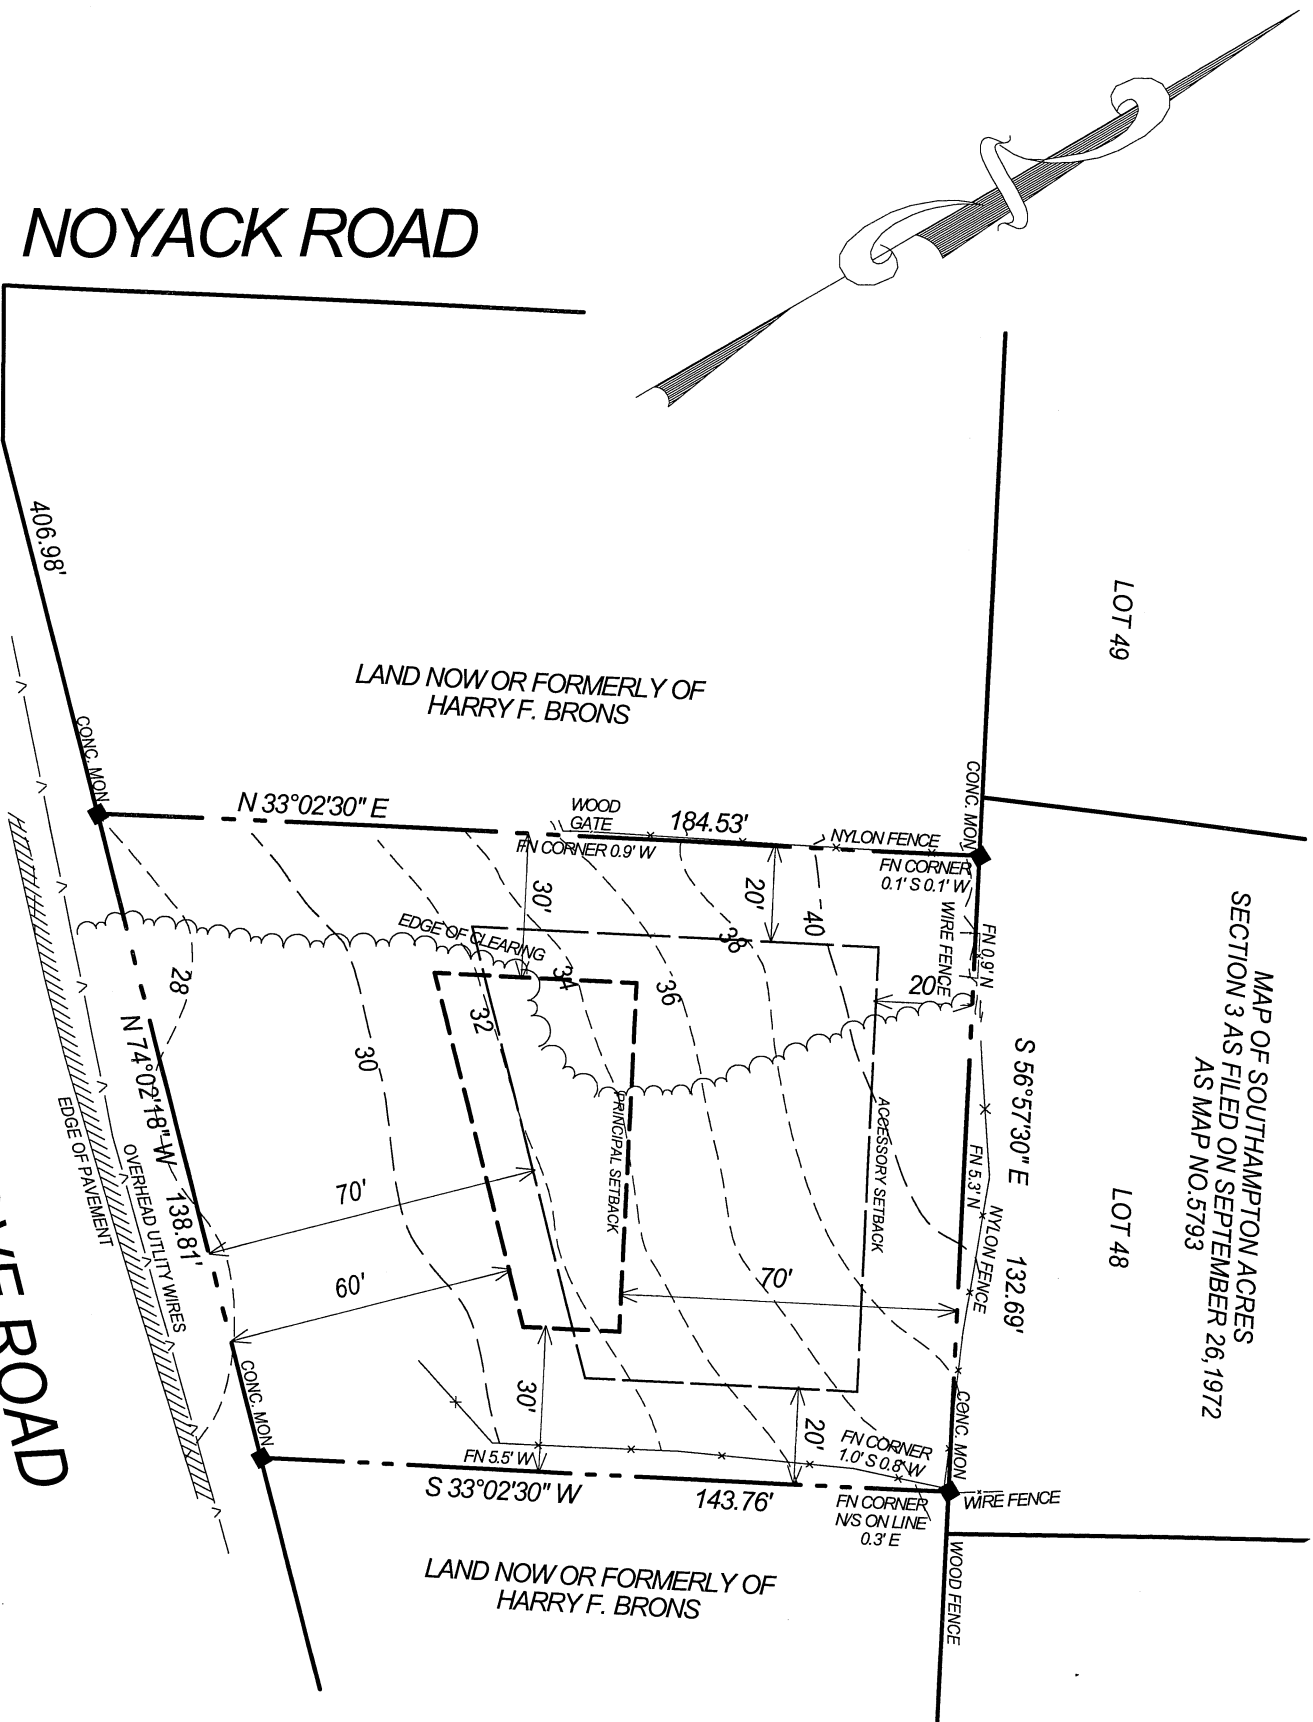 NOYACK ROAD
406.98'
LOT 49
LAND NOW OR FORMERLY OF
HARRY F. BRONS
CONC. MON.
CONC. MON.
N 33°02'30" E
WOOD
GATE
184.53'
NYLON FENCE
FN CORNER 0.9' W
FN CORNER
0.1' S 0.1' W
30'
20'
40
WIRE FENCE
FN 0.9' N
EDGE OF CLEARING
38
34
36
20'
28
32
30
MAP OF SOUTHAMPTON ACRES
SECTION 3 AS FILED ON SEPTEMBER 26,1972
AS MAP NO.5793
S 56°57'30" E
132.69'
N 74°02'18" W
138.81'
EDGE OF PAVEMENT
OVERHEAD UTLITY WIRES
PRINCIPAL SETBACK
ACCESSORY SETBACK
FN 5.3' N
NYLON FENCE
LOT 48
70'
60'
70'
30'
20'
CONC. MON.
CONC. MON.
FN 5.5' W
FN CORNER
1.0' S 0.8' W
S 33°02'30" W
143.76'
FN CORNER
N/S ON LINE
0.3' E
WIRE FENCE
WOOD FENCE
LAND NOW OR FORMERLY OF
HARRY F. BRONS
ROAD